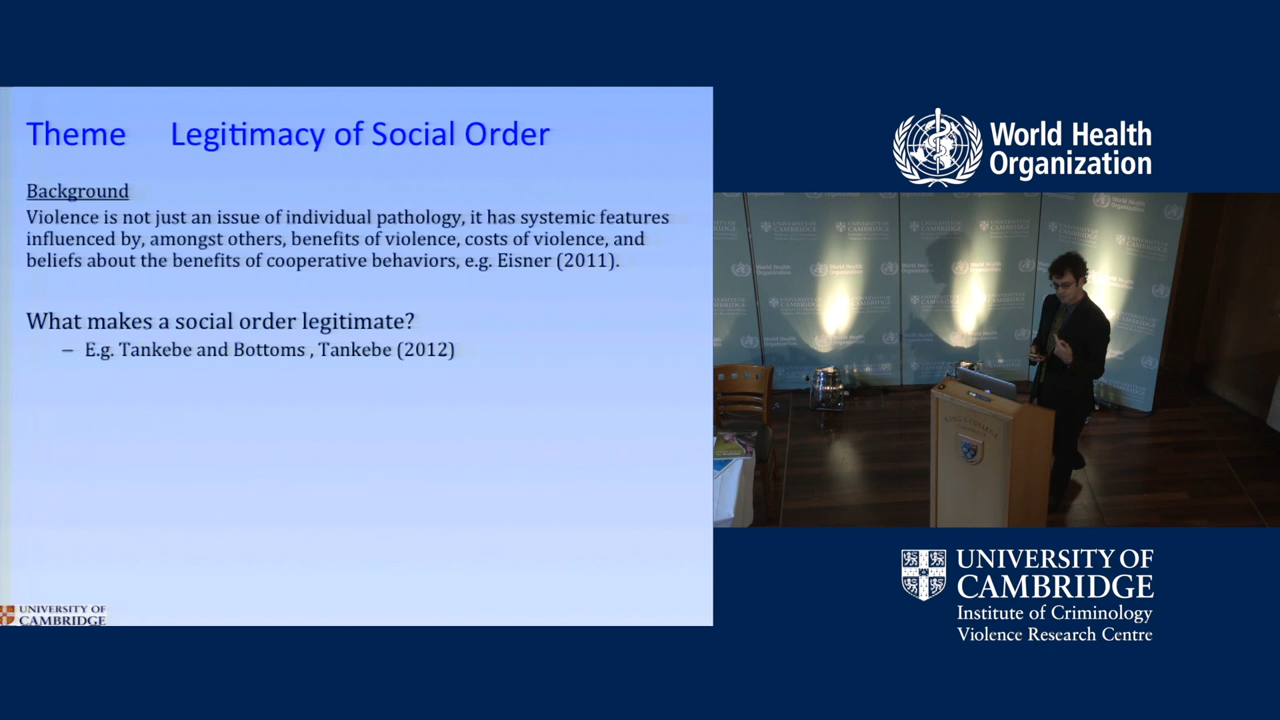 Theme Legitimacy of Social Order
Background
Violence is not just an issue of individual pathology, it has systemic features
influenced by, amongst others, benefits of violence, costs of violence, and
beliefs about the benefits of cooperative behaviors, e.g. Eisner (2011).
What makes a social order legitimate?
– E.g. Tankebe and Bottoms , Tankebe (2012)
UNIVERSITY OF
CAMBRIDGE
World Health
Organization
KING'S COLLEGE
UNIVERSITY OF
CAMBRIDGE
Institute of Criminology
Violence Research Centre